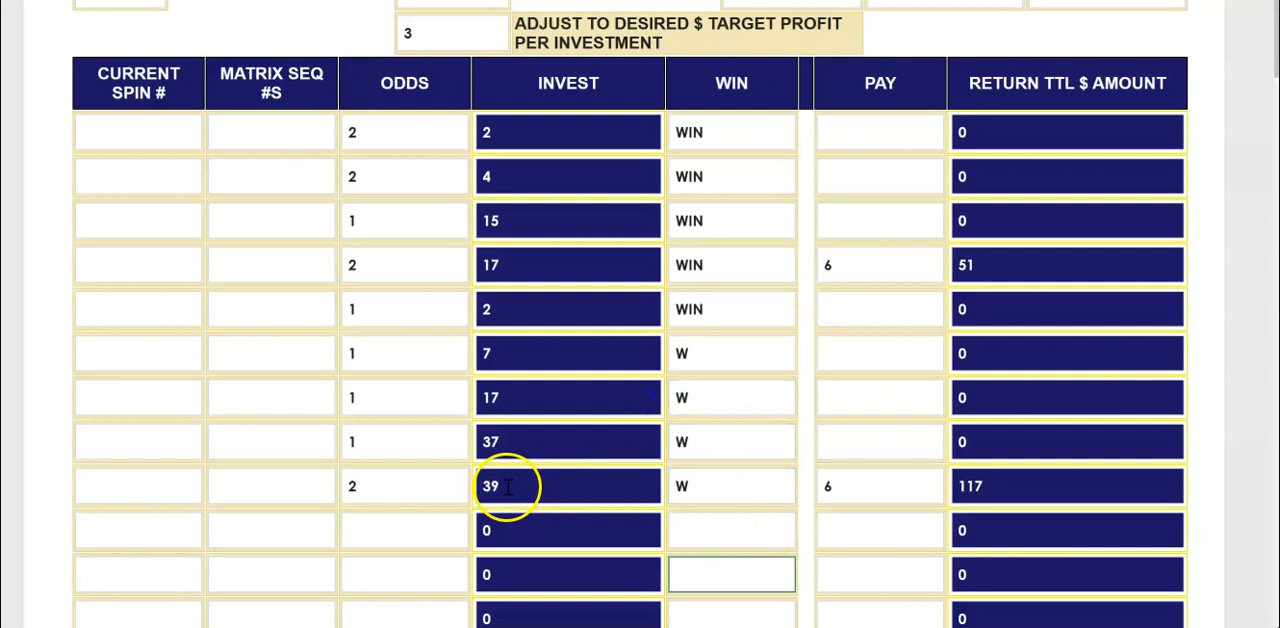 3
ADJUST TO DESIRED $ TARGET PROFIT
PER INVESTMENT
CURRENT SPIN # MATRIX SEQ #S ODDS INVEST WIN PAY RETURN TTL $ AMOUNT
2 2 WIN 0
2 4 WIN 0
1 15 WIN 0
2 17 WIN 6 51
1 2 WIN 0
1 7 W 0
1 17 W 0
1 37 W 0
2 39 W 6 117
0 0
0 0
0 0